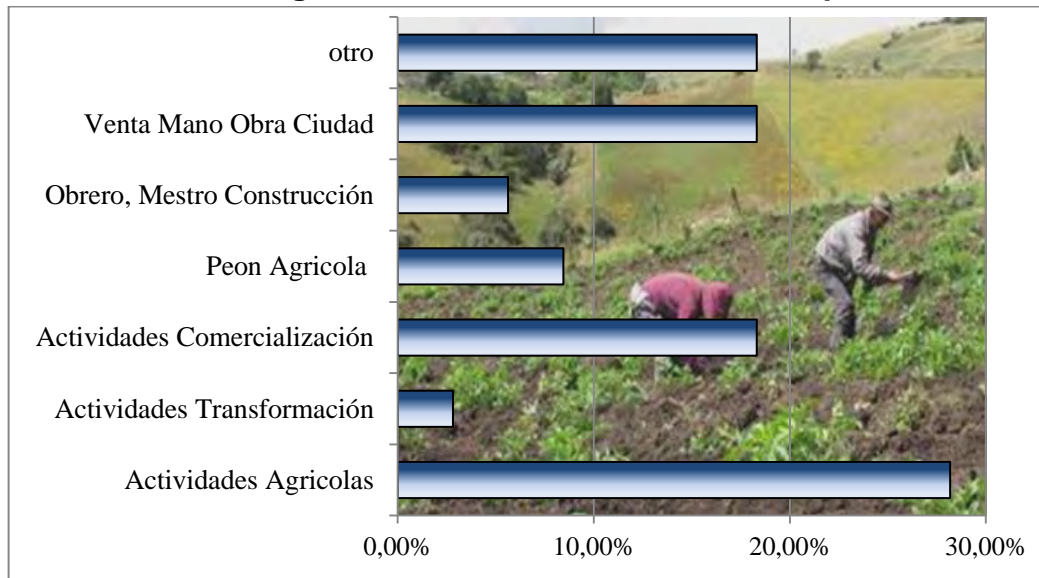 otro
Venta Mano Obra Ciudad
Obrero, Mestro Construcción
Peon Agricola
Actividades Comercialización
Actividades Transformación
Actividades Agricolas
0,00% 10,00% 20,00% 30,00%